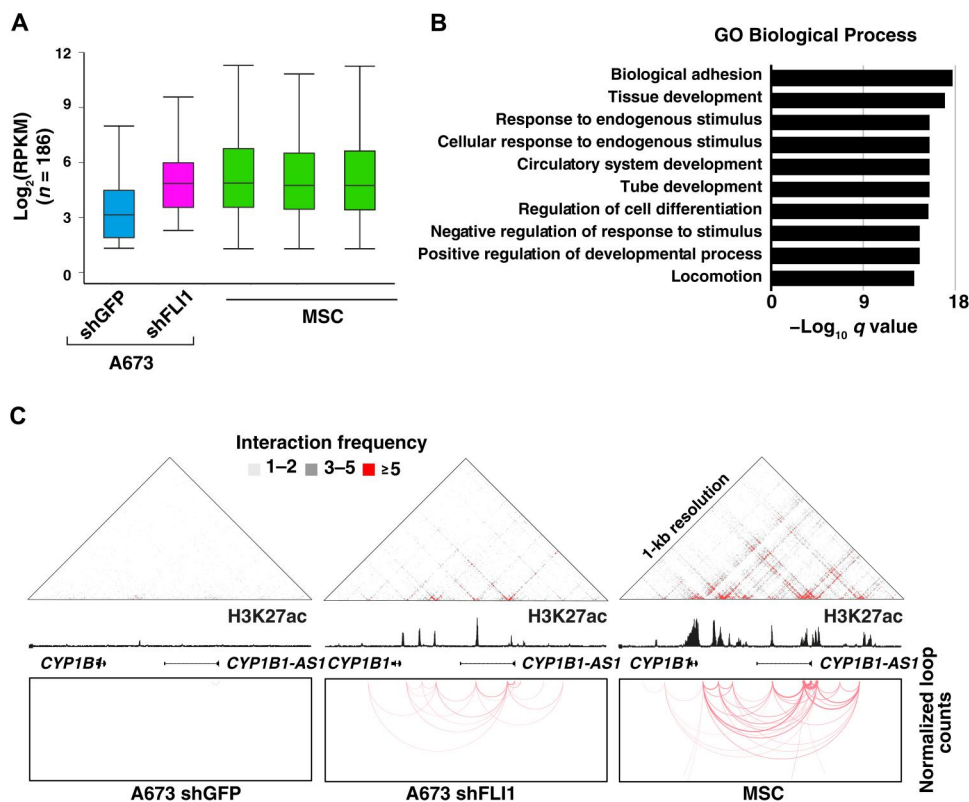 A
Log2(RPKM)
(n = 186)
12
9
6
3
0
shGFP
shFLI1
MSC
A673
B
GO Biological Process
Biological adhesion
Tissue development
Response to endogenous stimulus
Cellular response to endogenous stimulus
Circulatory system development
Tube development
Regulation of cell differentiation
Negative regulation of response to stimulus
Positive regulation of developmental process
Locomotion
0 9 18
–Log10 q value
C
Interaction frequency
1–2 3–5 ≥5
1-kb resolution
H3K27ac H3K27ac H3K27ac
CYP1B1 CYP1B1-AS1 CYP1B1 CYP1B1-AS1 CYP1B1 CYP1B1-AS1
Normalized loop
counts
A673 shGFP A673 shFLI1 MSC